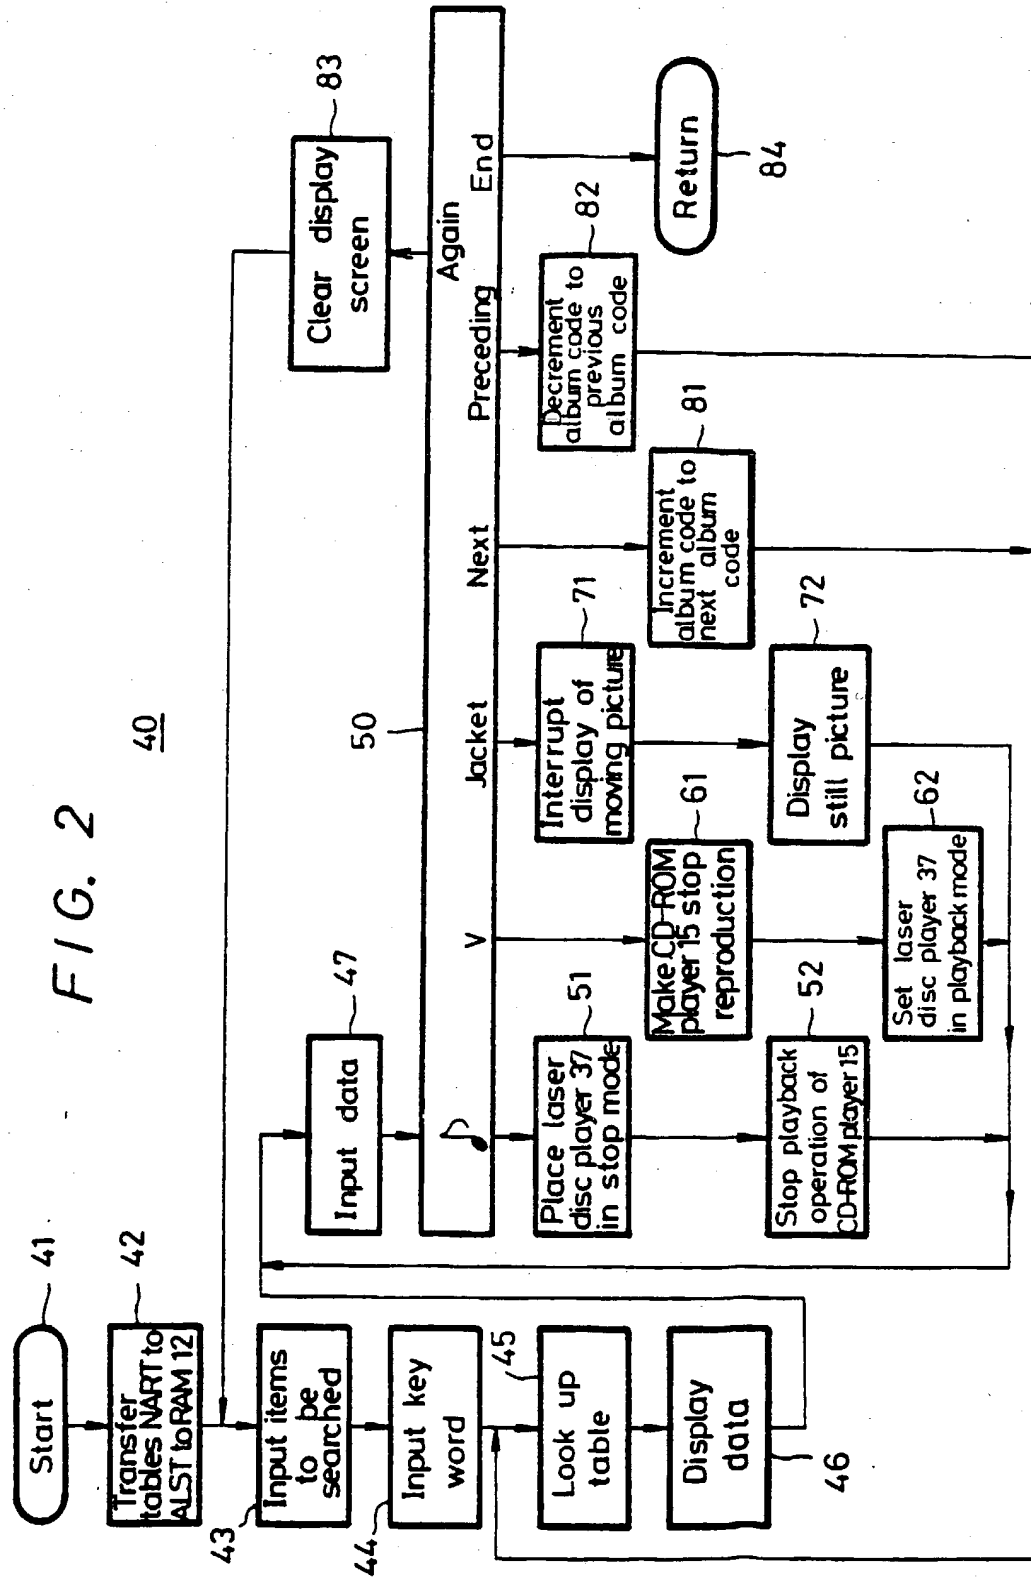 FIG. 2
40
Start
41
Transfer
tables NART to
ALST to RAM 12
42
Input items
to be
searched
43
Input key
word
44
Look up
table
45
Display
data
46
Input data
47
50
♪
V
Jacket
Next
Preceding
Again
End
Place laser
disc player 37
in stop mode
51
Stop playback
operation of
CD-ROM player 15
52
Make CD-ROM
player 15 stop
reproduction
61
Set laser
disc player 37
in playback mode
62
Interrupt
display of
moving picture
71
Display
still picture
72
Increment
album code to
next album
code
81
Decrement
album code to
previous
album code
82
Clear display
screen
83
Return
84